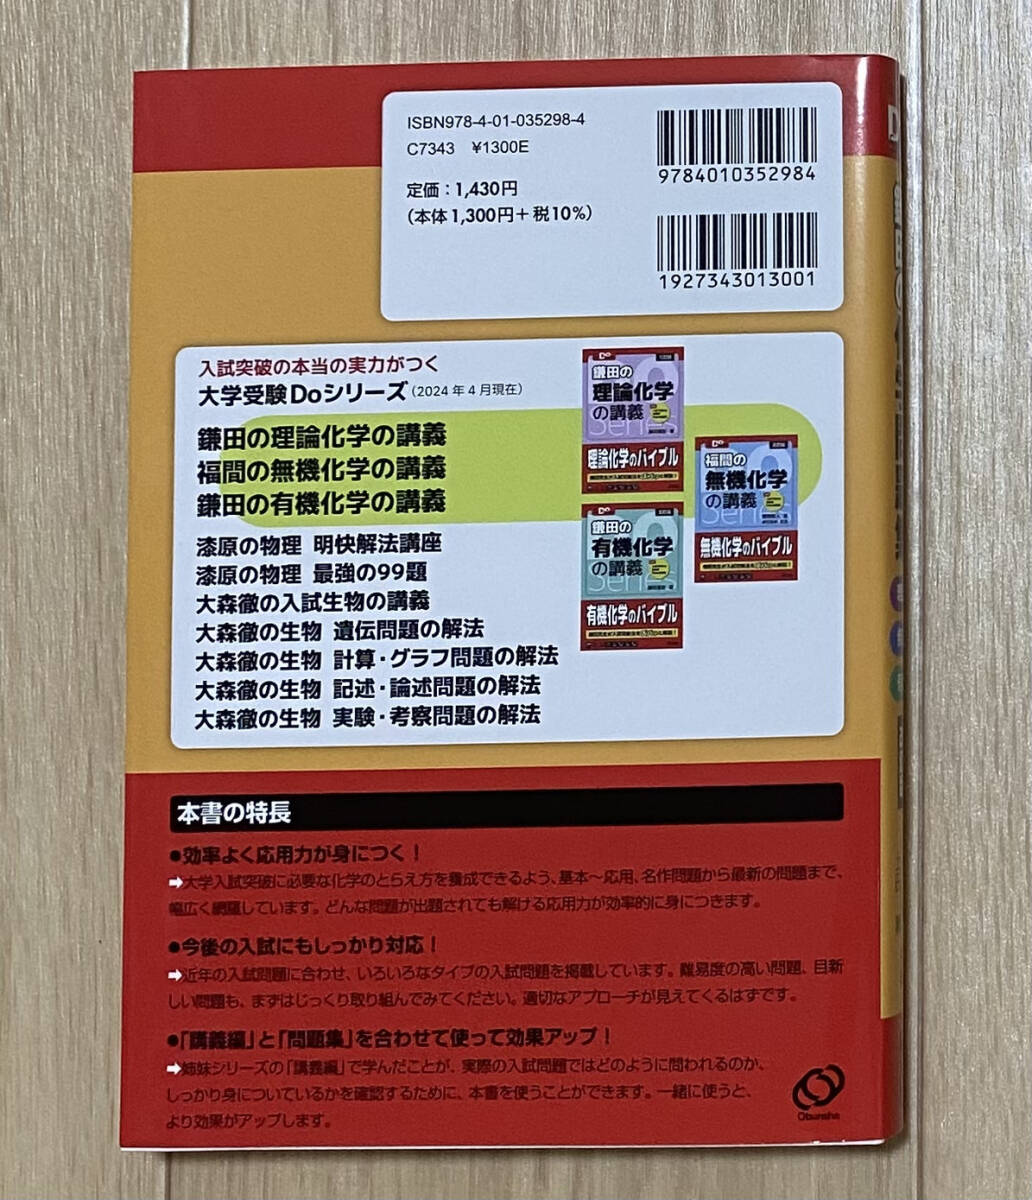 ISBN978-4-01-035298-4
C7343 ¥1300E
定価：1,430円
（本体1,300円＋税10%）
9784010352984
1927343013001
入試突破の本当の実力がつく
大学受験Doシリーズ（2024年4月現在）
鎌田の理論化学の講義
福間の無機化学の講義
鎌田の有機化学の講義
漆原の物理 明快解法講座
漆原の物理 最強の99題
大森徹の入試生物の講義
大森徹の生物 遺伝問題の解法
大森徹の生物 計算・グラフ問題の解法
大森徹の生物 記述・論述問題の解法
大森徹の生物 実験・考察問題の解法
Do
鎌田の
理論化学
の講義
理論化学のバイブル
Do
福間の
無機化学
の講義
無機化学のバイブル
Do
鎌田の
有機化学
の講義
有機化学のバイブル
本書の特長
●効率よく応用力が身につく！
➡大学入試突破に必要な化学のとらえ方を養成できるよう、基本〜応用、名作問題から最新の問題まで、
幅広く網羅しています。どんな問題が出題されても解ける応用力が効率的に身につきます。
●今後の入試にもしっかり対応！
➡近年の入試問題に合わせ、いろいろなタイプの入試問題を掲載しています。難易度の高い問題、目新
しい問題も、まずはじっくり取り組んでみてください。適切なアプローチが見えてくるはずです。
●「講義編」と「問題集」を合わせて使って効果アップ！
➡姉妹シリーズの「講義編」で学んだことが、実際の入試問題ではどのように問われるのか、
しっかり身についているかを確認するために、本書を使うことができます。一緒に使うと、
より効果がアップします。
Obunsha